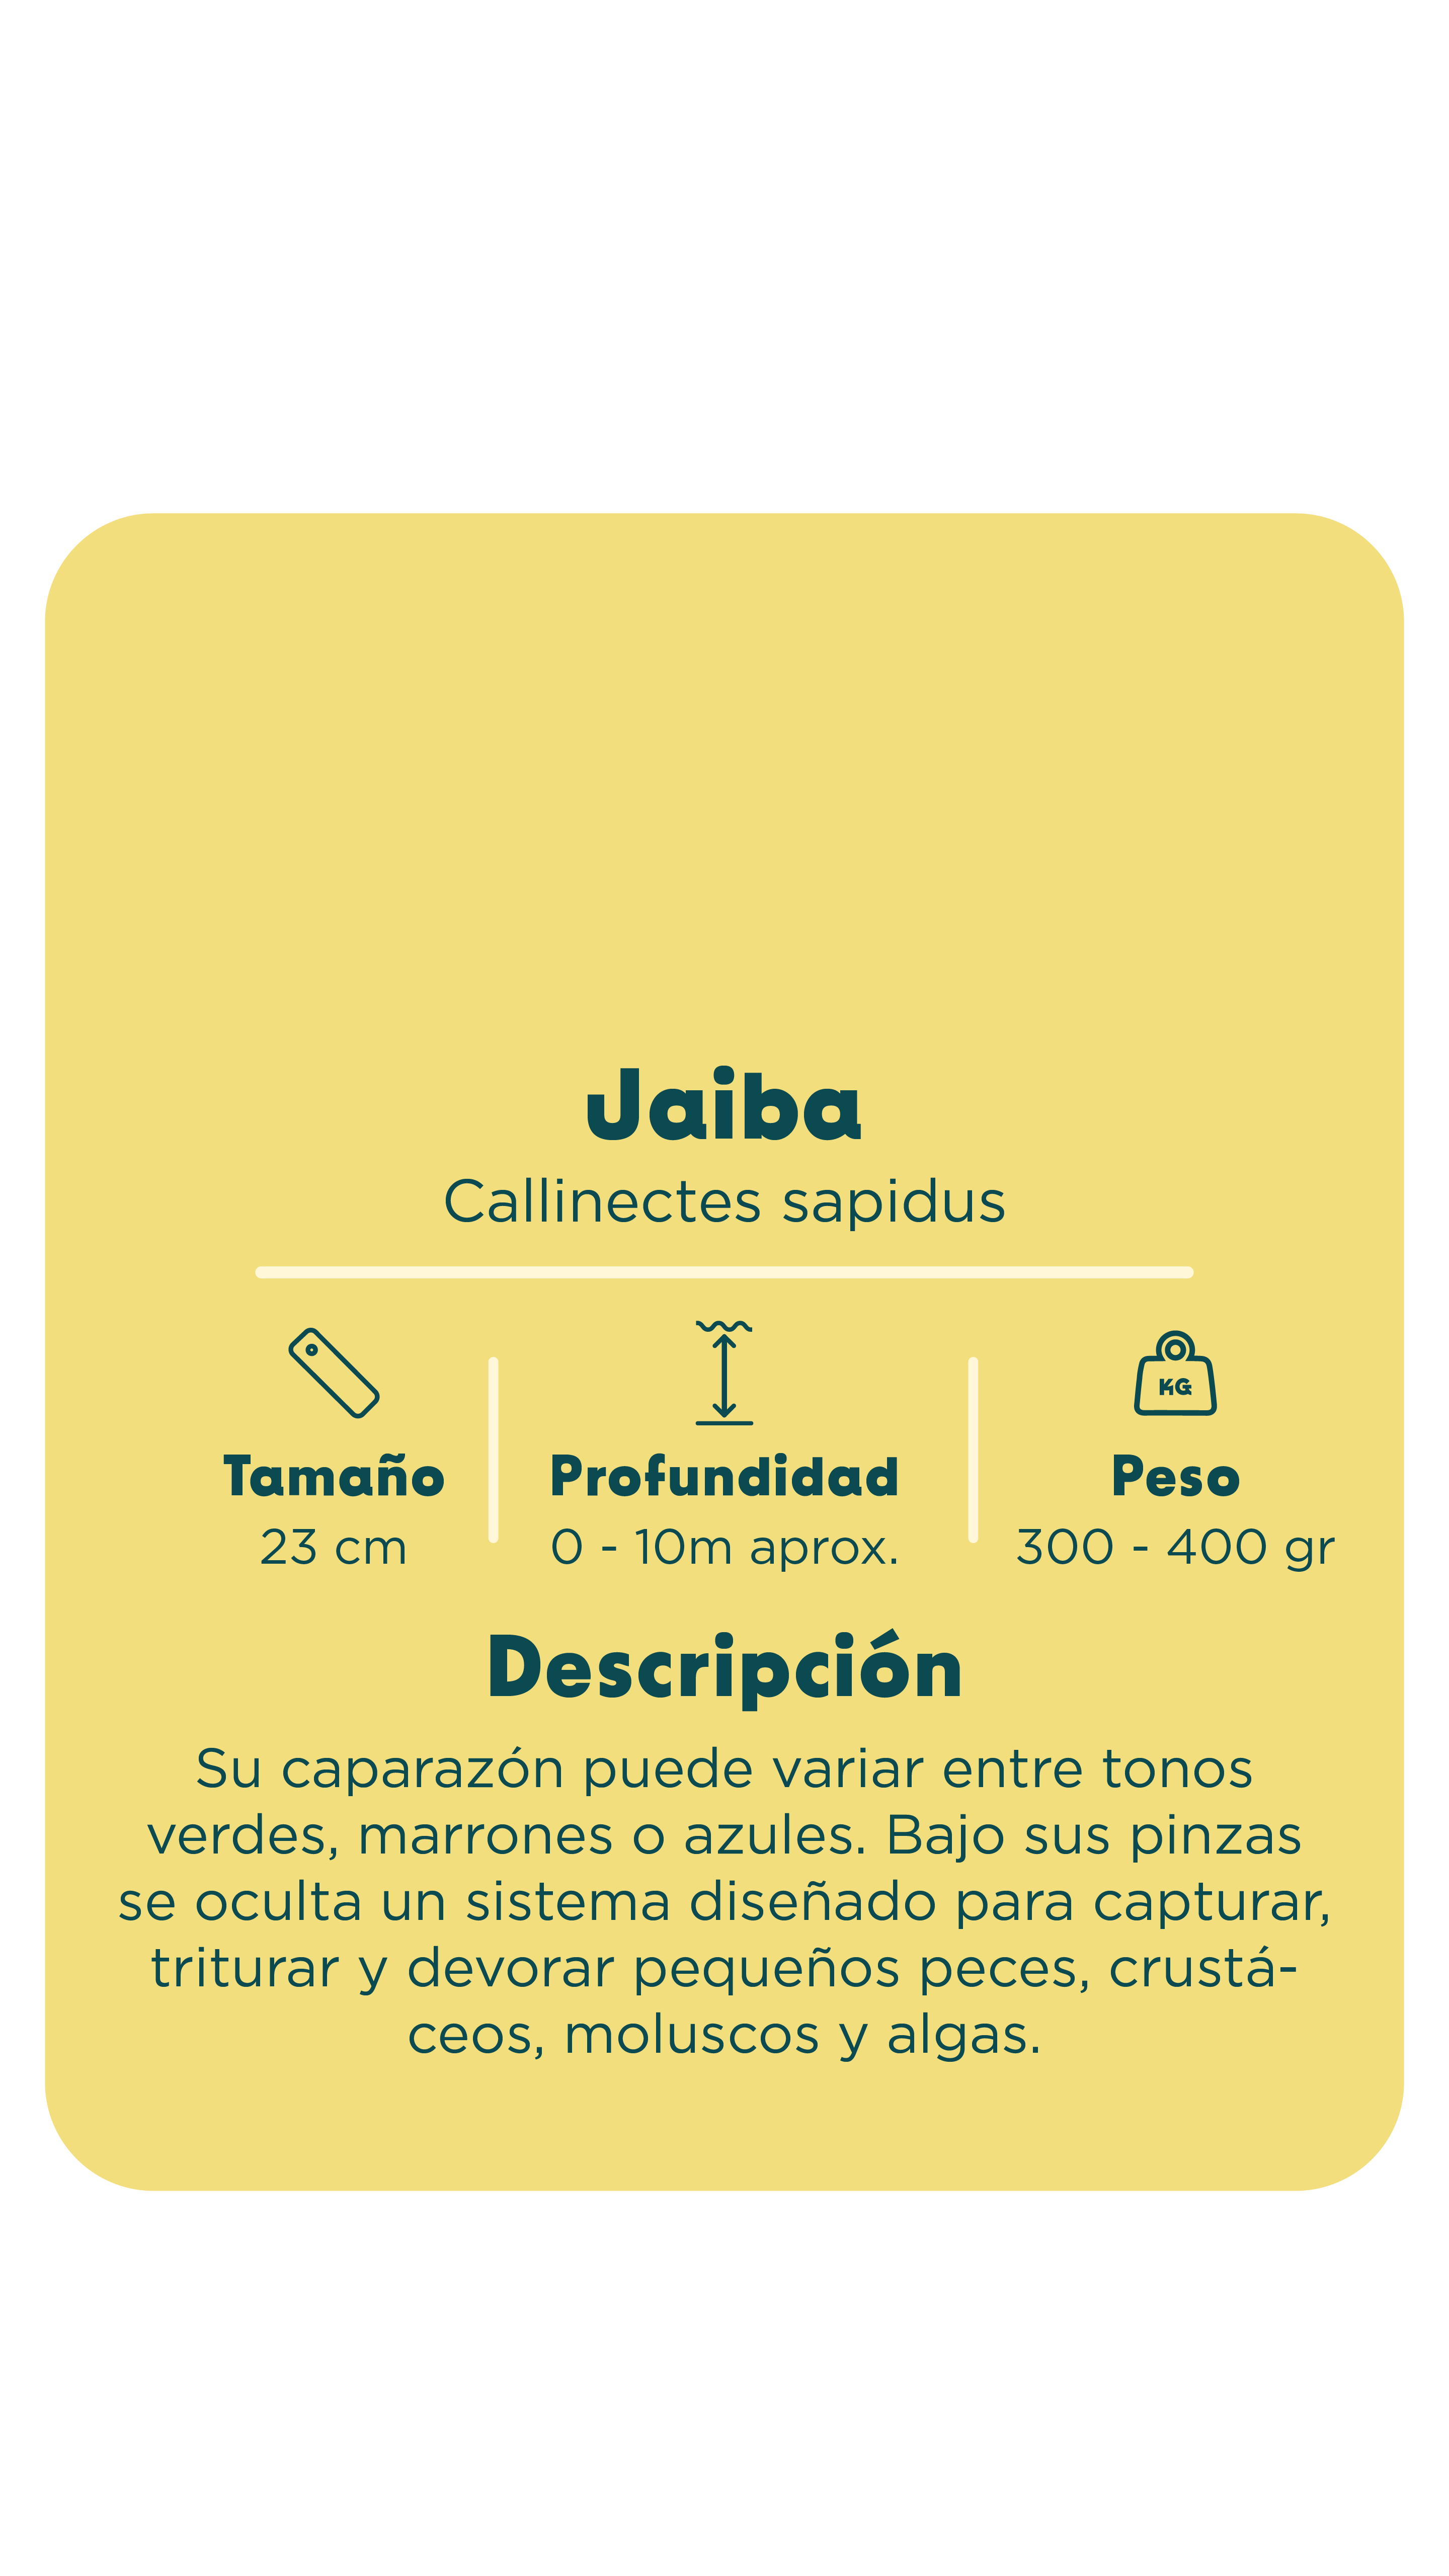 Jaiba
Callinectes sapidus
KG
Tamaño
Profundidad
Peso
23 cm
0 - 10m aprox.
300 - 400 gr
Descripción
Su caparazón puede variar entre tonos
verdes, marrones o azules. Bajo sus pinzas
se oculta un sistema diseñado para capturar,
triturar y devorar pequeños peces, crustá-
ceos, moluscos y algas.